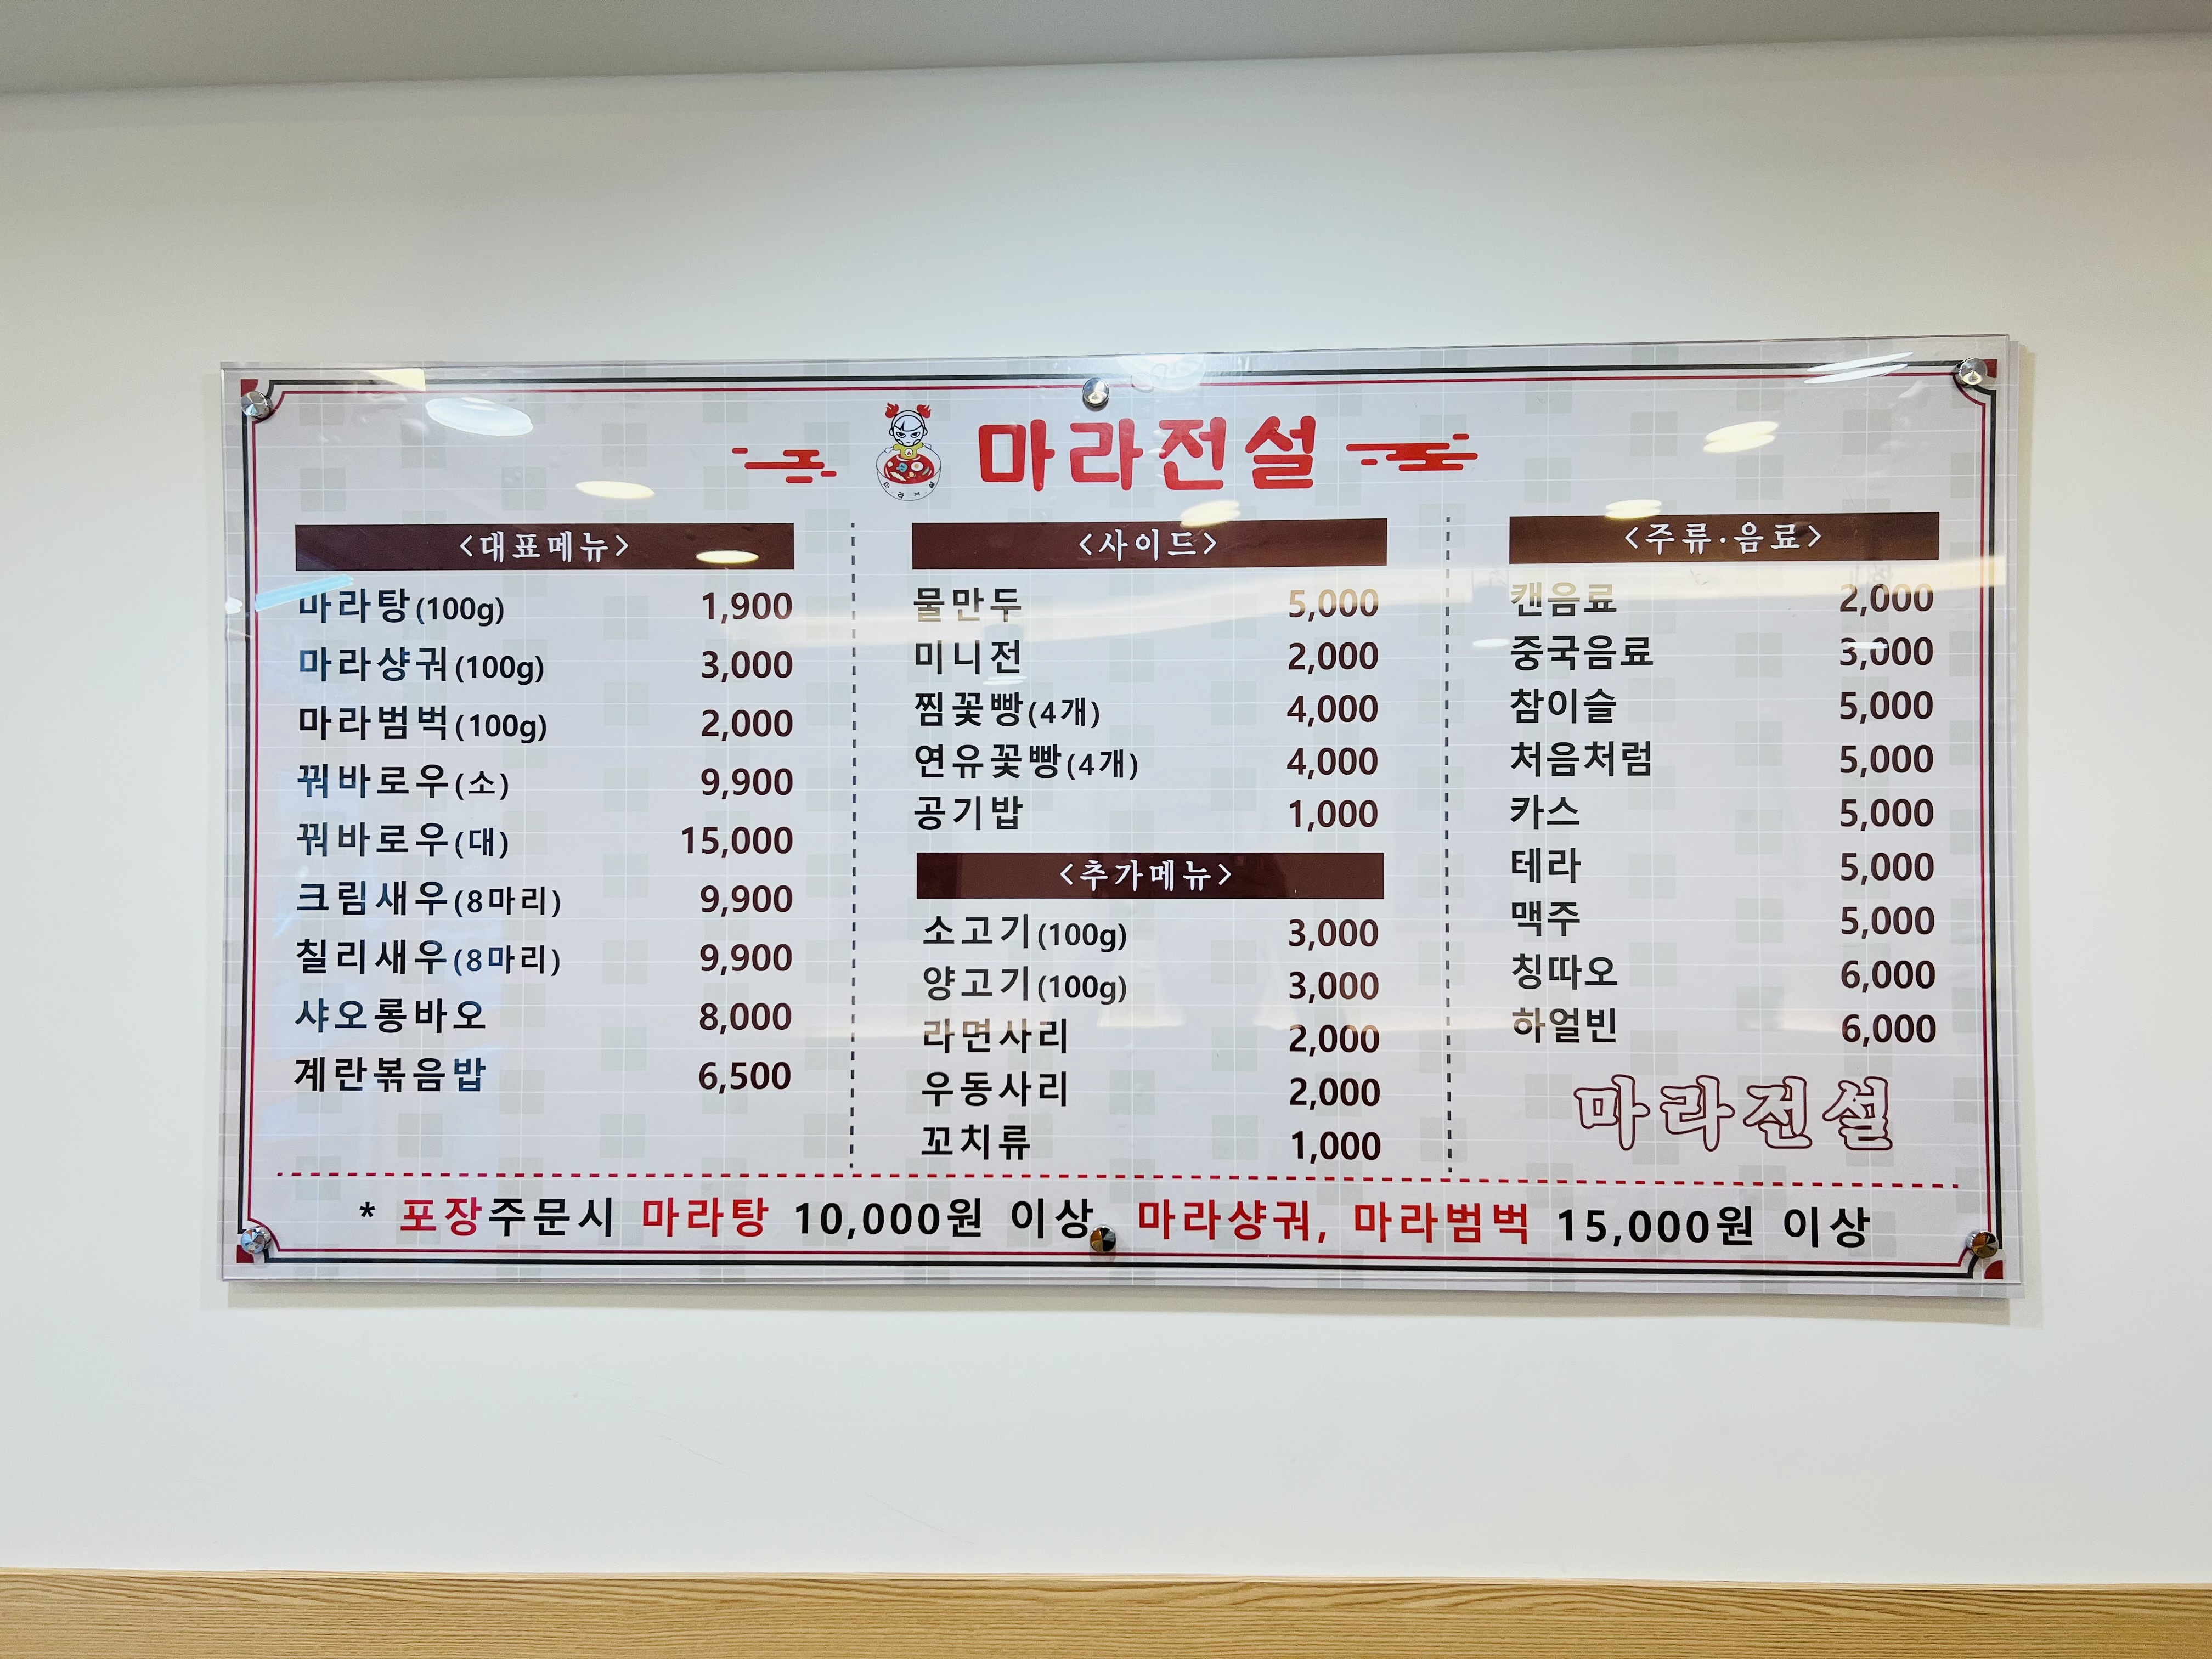 마라전설
<대표메뉴>
마라탕(100g) 1,900
마라샹궈(100g) 3,000
마라범벅(100g) 2,000
꿔바로우(소) 9,900
꿔바로우(대) 15,000
크림새우(8마리) 9,900
칠리새우(8마리) 9,900
샤오롱바오 8,000
계란볶음밥 6,500
<사이드>
물만두 5,000
미니전 2,000
찜꽃빵(4개) 4,000
연유꽃빵(4개) 4,000
공기밥 1,000
<추가메뉴>
소고기(100g) 3,000
양고기(100g) 3,000
라면사리 2,000
우동사리 2,000
꼬치류 1,000
<주류·음료>
캔음료 2,000
중국음료 3,000
참이슬 5,000
처음처럼 5,000
카스 5,000
테라 5,000
맥주 5,000
칭따오 6,000
하얼빈 6,000
마라전설
* 포장주문시 마라탕 10,000원 이상, 마라샹궈, 마라범벅 15,000원 이상